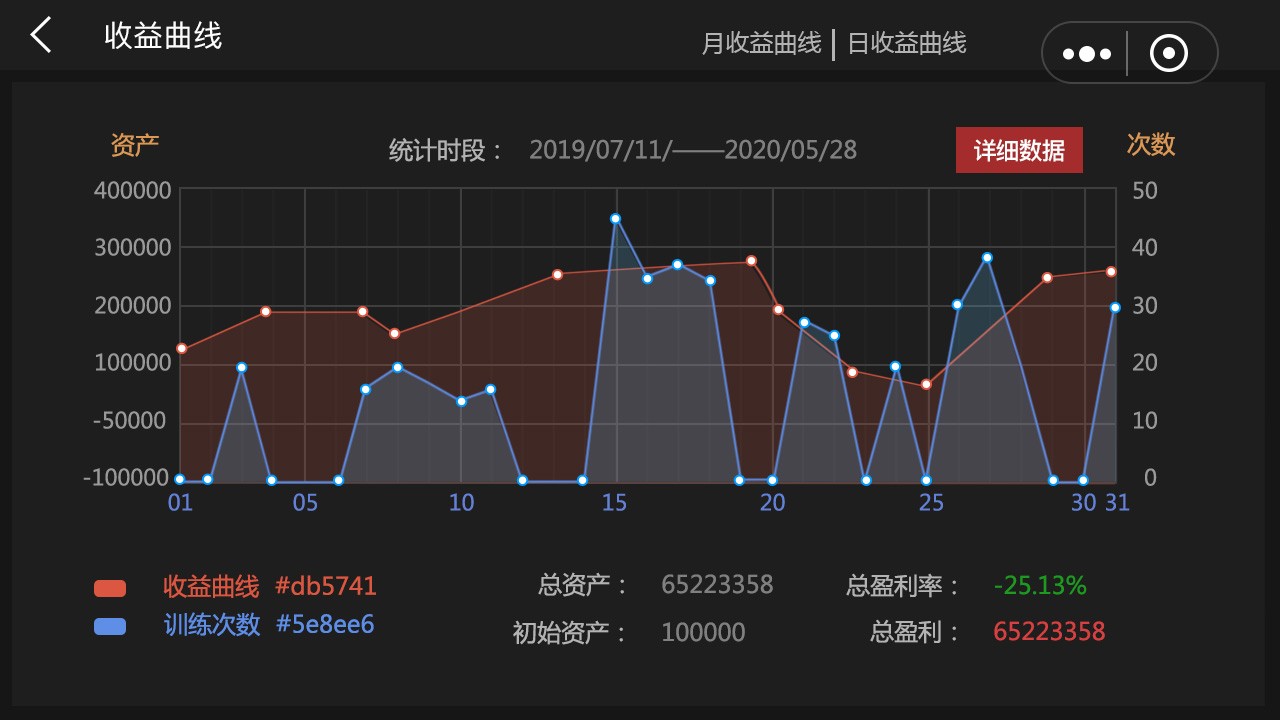 收益曲线
月收益曲线 | 日收益曲线
资产 统计时段： 2019/07/11/——2020/05/28 详细数据 次数
400000 50
300000 40
200000 30
100000 20
-50000 10
-100000 0
01 05 10 15 20 25 30 31
收益曲线 #db5741 总资产： 65223358 总盈利率： -25.13%
训练次数 #5e8ee6 初始资产： 100000 总盈利： 65223358